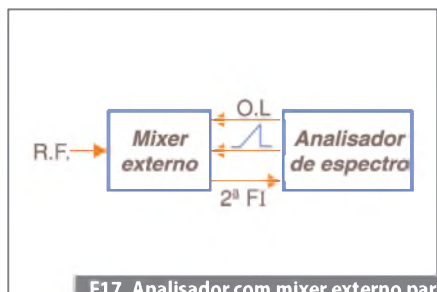 O.L
R.F.
Mixer
externo
Analisador
de espectro
2ª FI
F17. Analisador com mixer externo par